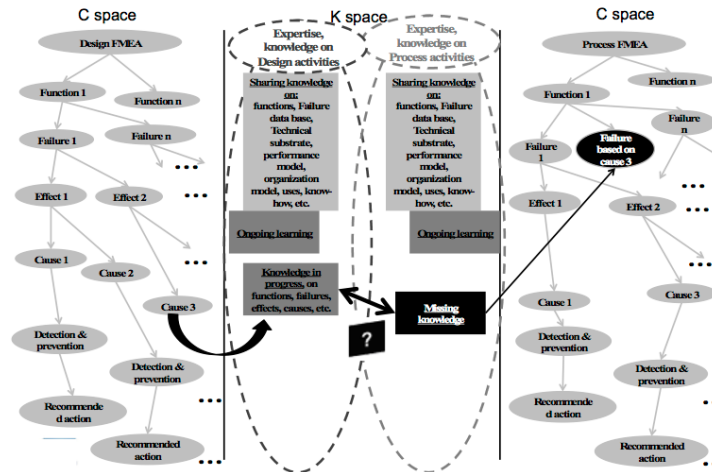 C space
K space
C space
Design FMEA
Function 1
Function n
Failure 1
Failure n
...
Effect 1
Effect 2
...
Cause 1
Cause 2
...
Cause 3
Detection &
prevention
Detection &
prevention
Recommende
d action
...
Recommended
action
...
Expertise,
knowledge on
Design activities
Sharing knowledge
on:
functions, Failure
data base,
Technical
substrate,
performance
model,
organization
model, uses, know-
how, etc.
Ongoing learning
Knowledge in
progress, on
functions, failures,
effects, causes, etc.
?
Expertise,
knowledge on
Process activities
Sharing knowledge
on:
functions, Failure
data base,
Technical
substrate,
performance
model,
organization
model, uses, know-
how, etc.
Ongoing learning
Missing
knowledge
Process FMEA
Function 1
Function n
Failure
1
Failure
based on
cause 3
Failure
n
...
Effect 1
Effect 2
...
...
Cause 1
Cause 3
Detection &
prevention
Detection &
prevention
Recommende
d action
...
Recommended
action
...